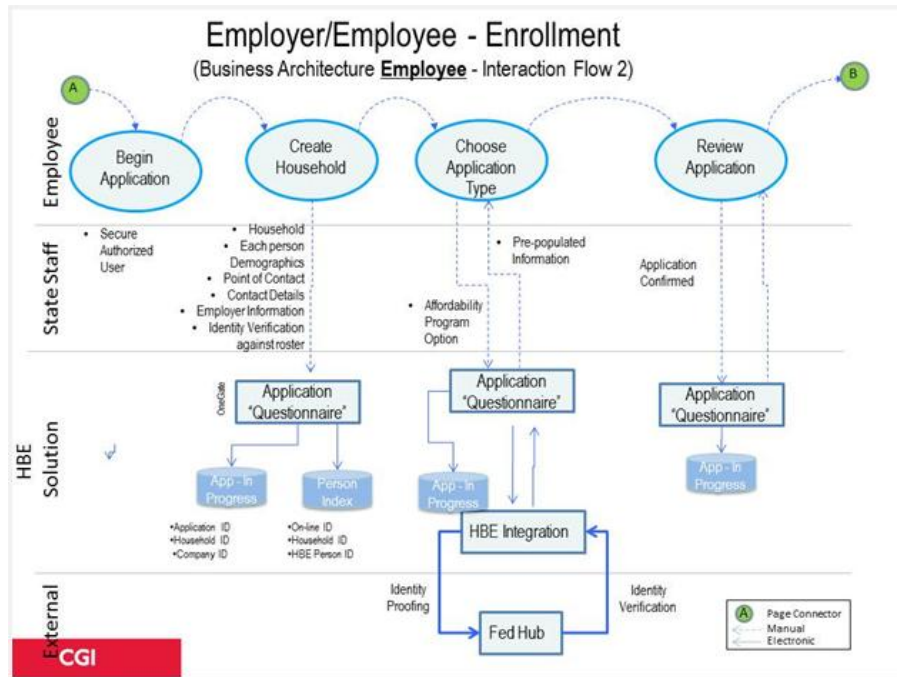 Employer/Employee - Enrollment
(Business Architecture Employee - Interaction Flow 2)
A
B
Employee
Begin
Application
Create
Household
Choose
Application
Type
Review
Application
State Staff
• Secure
Authorized
User
• Household
• Each person
Demographics
• Point of Contact
• Contact Details
• Employer Information
• Identity Verification
against roster
• Affordability
Program
Option
• Pre-populated
Information
Application
Confirmed
HBE
Solution
OneGate
Application
"Questionnaire"
Application
"Questionnaire"
Application
"Questionnaire"
App - In
Progress
Person
Index
App - In
Progress
App - In
Progress
•Application ID
•Household ID
•Company ID
•On-line ID
•Household ID
•HBE Person ID
HBE Integration
External
Identity
Proofing
Identity
Verification
Fed Hub
A Page Connector
Manual
Electronic
CGI